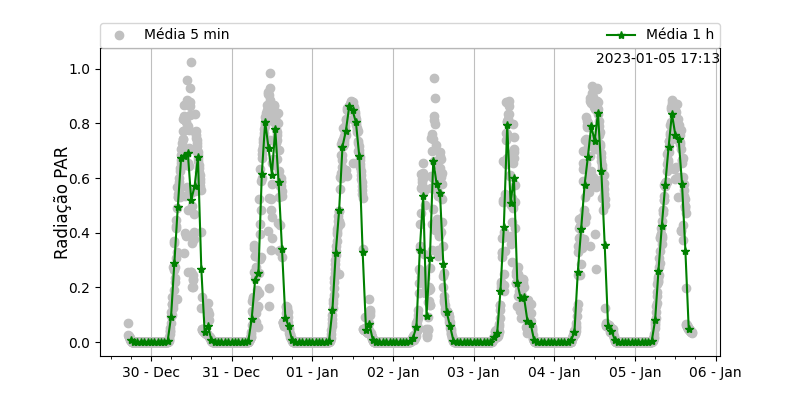 Média 5 min
Média 1 h
2023-01-05 17:13
Radiação PAR
1.0
0.8
0.6
0.4
0.2
0.0
30 - Dec
31 - Dec
01 - Jan
02 - Jan
03 - Jan
04 - Jan
05 - Jan
06 - Jan